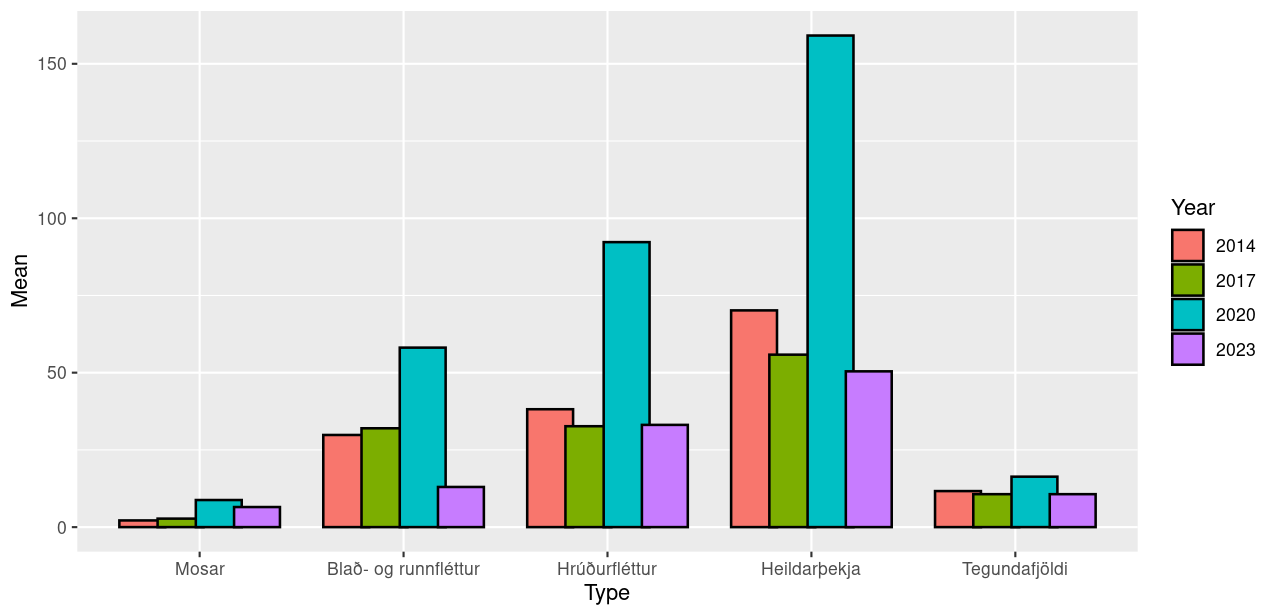 150
100
50
0
Mean
Mosar
Blað- og runnfléttur
Hrúðurfléttur
Heildarþekja
Tegundafjöldi
Type
Year
2014
2017
2020
2023